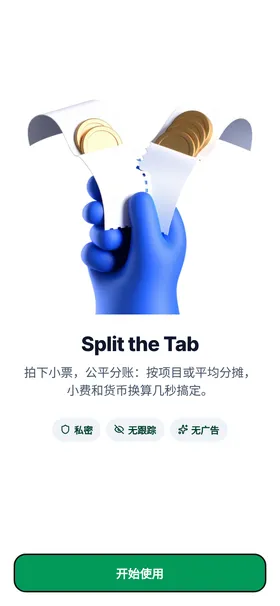 Split the Tab
拍下小票，公平分账：按项目或平均分摊，
小费和货币换算几秒搞定。
私密
无跟踪
无广告
开始使用